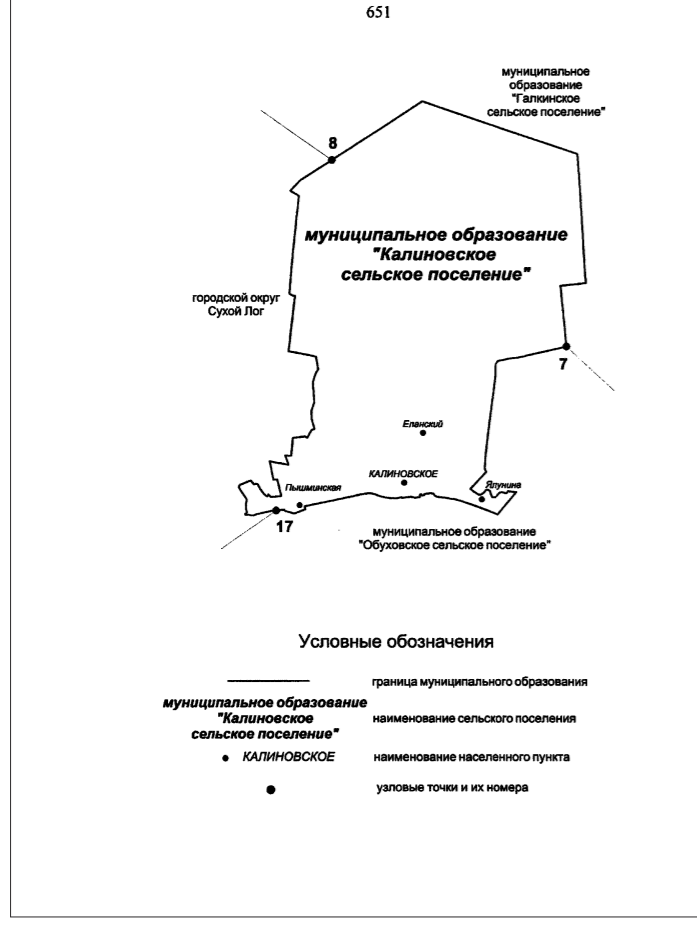 651
муниципальное
образование
"Галкинское
сельское поселение"
8
муниципальное образование
"Калиновское
сельское поселение"
городской округ
Сухой Лог
7
Еланский
КАЛИНОВСКОЕ
Пышминская
Ялунина
17
муниципальное образование
"Обуховское сельское поселение"
Условные обозначения
граница муниципального образования
муниципальное образование
"Калиновское
сельское поселение"
наименование сельского поселения
КАЛИНОВСКОЕ
наименование населенного пункта
узловые точки и их номера